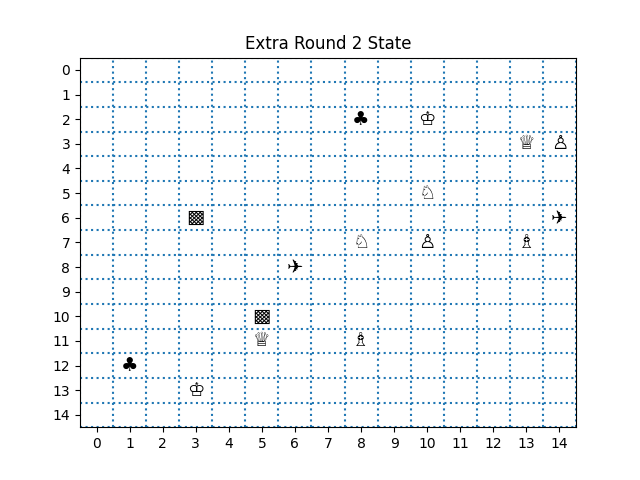 Extra Round 2 State
0
1
2 ♣ ♔
3 ♕ ♙
4
5 ♘
6 ▩ ✈
7 ♘ ♙ ♗
8 ✈
9
10 ▩
11 ♕ ♗
12 ♣
13 ♔
14
0 1 2 3 4 5 6 7 8 9 10 11 12 13 14